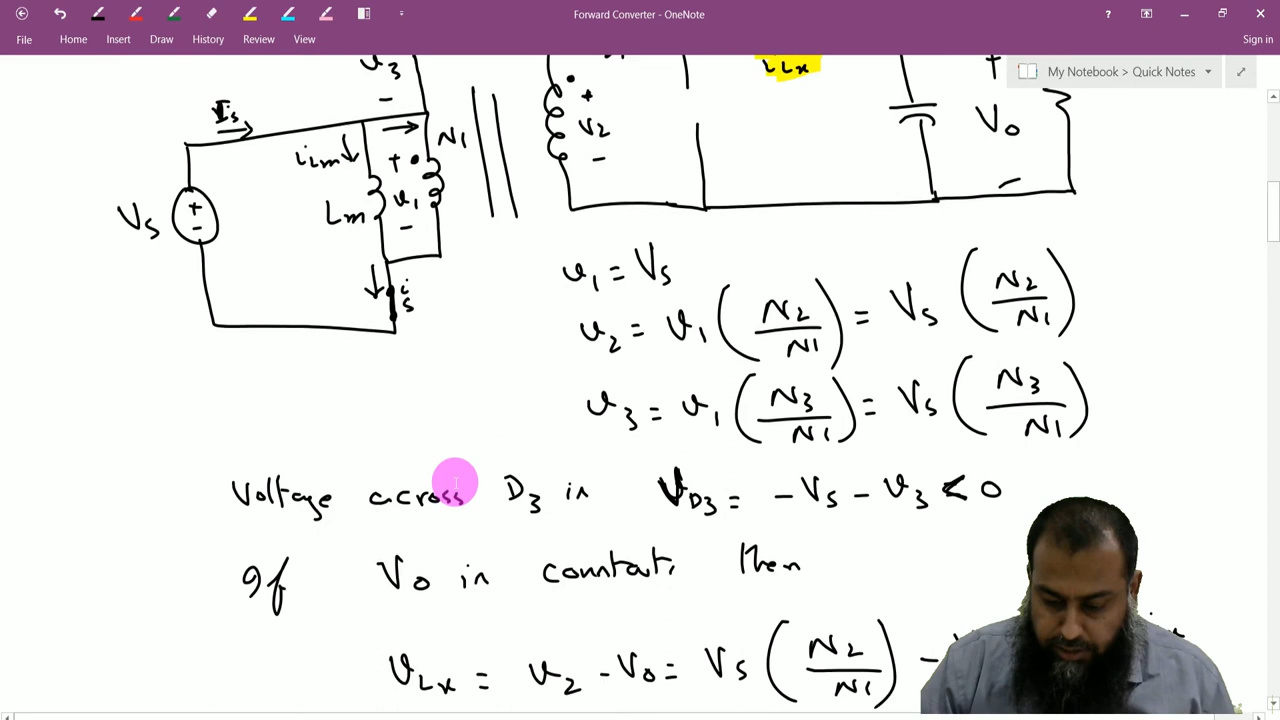 Forward Converter - OneNote
?
File Home Insert Draw History Review View
Sign in
My Notebook > Quick Notes
v3
-
iLx
+
Is
N1
+
v2
-
Vo
iLm
+
Lm
v1
-
Vs
+
-
is
v1 = Vs
v2 = v1 (N2/N1) = Vs (N2/N1)
v3 = v1 (N3/N1) = Vs (N3/N1)
Voltage across D3 is VD3 = -Vs - v3 < 0
If Vo is constant, then
vLx = v2 - Vo = Vs (N2/N1) -